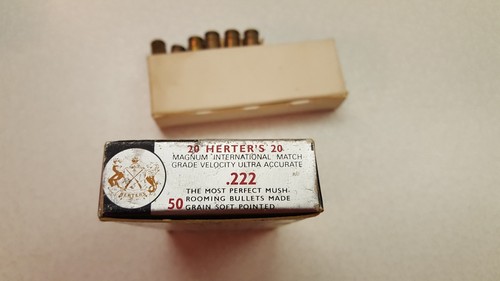 20 HERTER'S 20
MAGNUM INTERNATIONAL MATCH
GRADE VELOCITY ULTRA ACCURATE
.222
THE MOST PERFECT MUSH-
ROOMING BULLETS MADE
50 GRAIN SOFT POINTED
HERTER'S